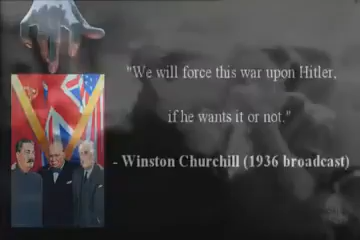 "We will force this war upon Hitler,
if he wants it or not."
- Winston Churchill (1936 broadcast)